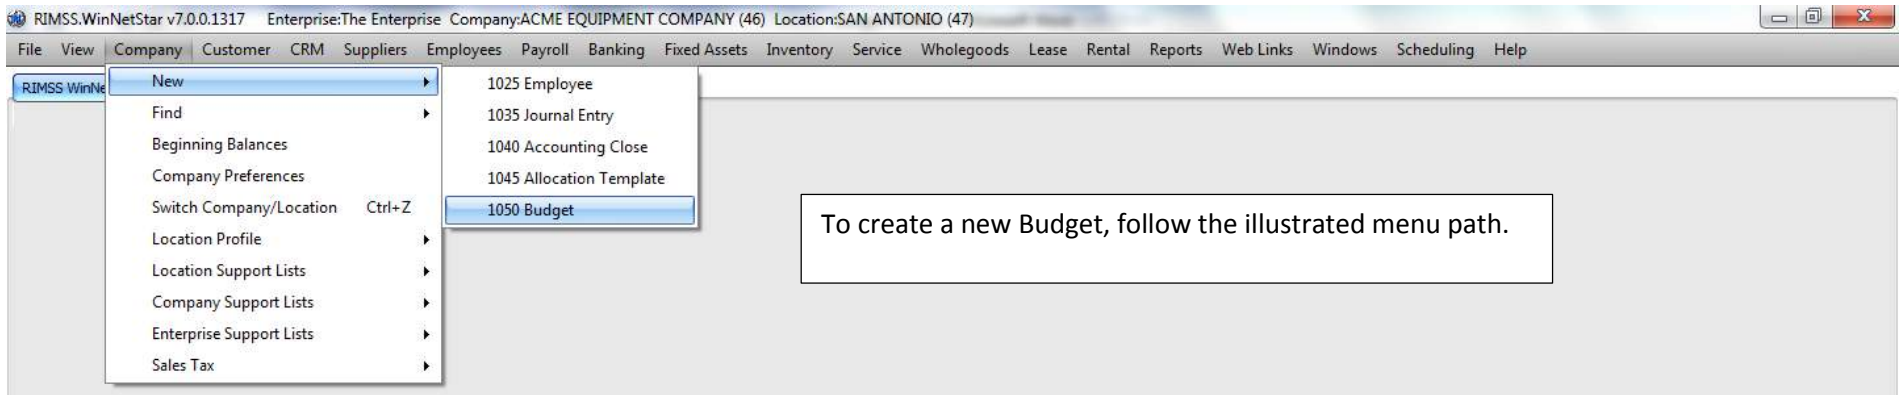 RIMSS.WinNetStar v7.0.0.1317 Enterprise:The Enterprise Company:ACME EQUIPMENT COMPANY (46) Location:SAN ANTONIO (47)
File View Company Customer CRM Suppliers Employees Payroll Banking Fixed Assets Inventory Service Wholegoods Lease Rental Reports Web Links Windows Scheduling Help
RIMSS WinNe
New
Find
Beginning Balances
Company Preferences
Switch Company/Location Ctrl+Z
Location Profile
Location Support Lists
Company Support Lists
Enterprise Support Lists
Sales Tax
1025 Employee
1035 Journal Entry
1040 Accounting Close
1045 Allocation Template
1050 Budget
To create a new Budget, follow the illustrated menu path.